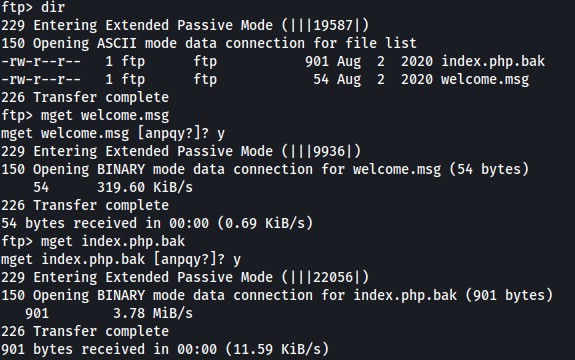 ftp> dir
229 Entering Extended Passive Mode (|||19587|)
150 Opening ASCII mode data connection for file list
-rw-r--r--   1 ftp      ftp           901 Aug  2  2020 index.php.bak
-rw-r--r--   1 ftp      ftp            54 Aug  2  2020 welcome.msg
226 Transfer complete
ftp> mget welcome.msg
mget welcome.msg [anpqy?]? y
229 Entering Extended Passive Mode (|||9936|)
150 Opening BINARY mode data connection for welcome.msg (54 bytes)
    54      319.60 KiB/s
226 Transfer complete
54 bytes received in 00:00 (0.69 KiB/s)
ftp> mget index.php.bak
mget index.php.bak [anpqy?]? y
229 Entering Extended Passive Mode (|||22056|)
150 Opening BINARY mode data connection for index.php.bak (901 bytes)
   901        3.78 MiB/s
226 Transfer complete
901 bytes received in 00:00 (11.59 KiB/s)